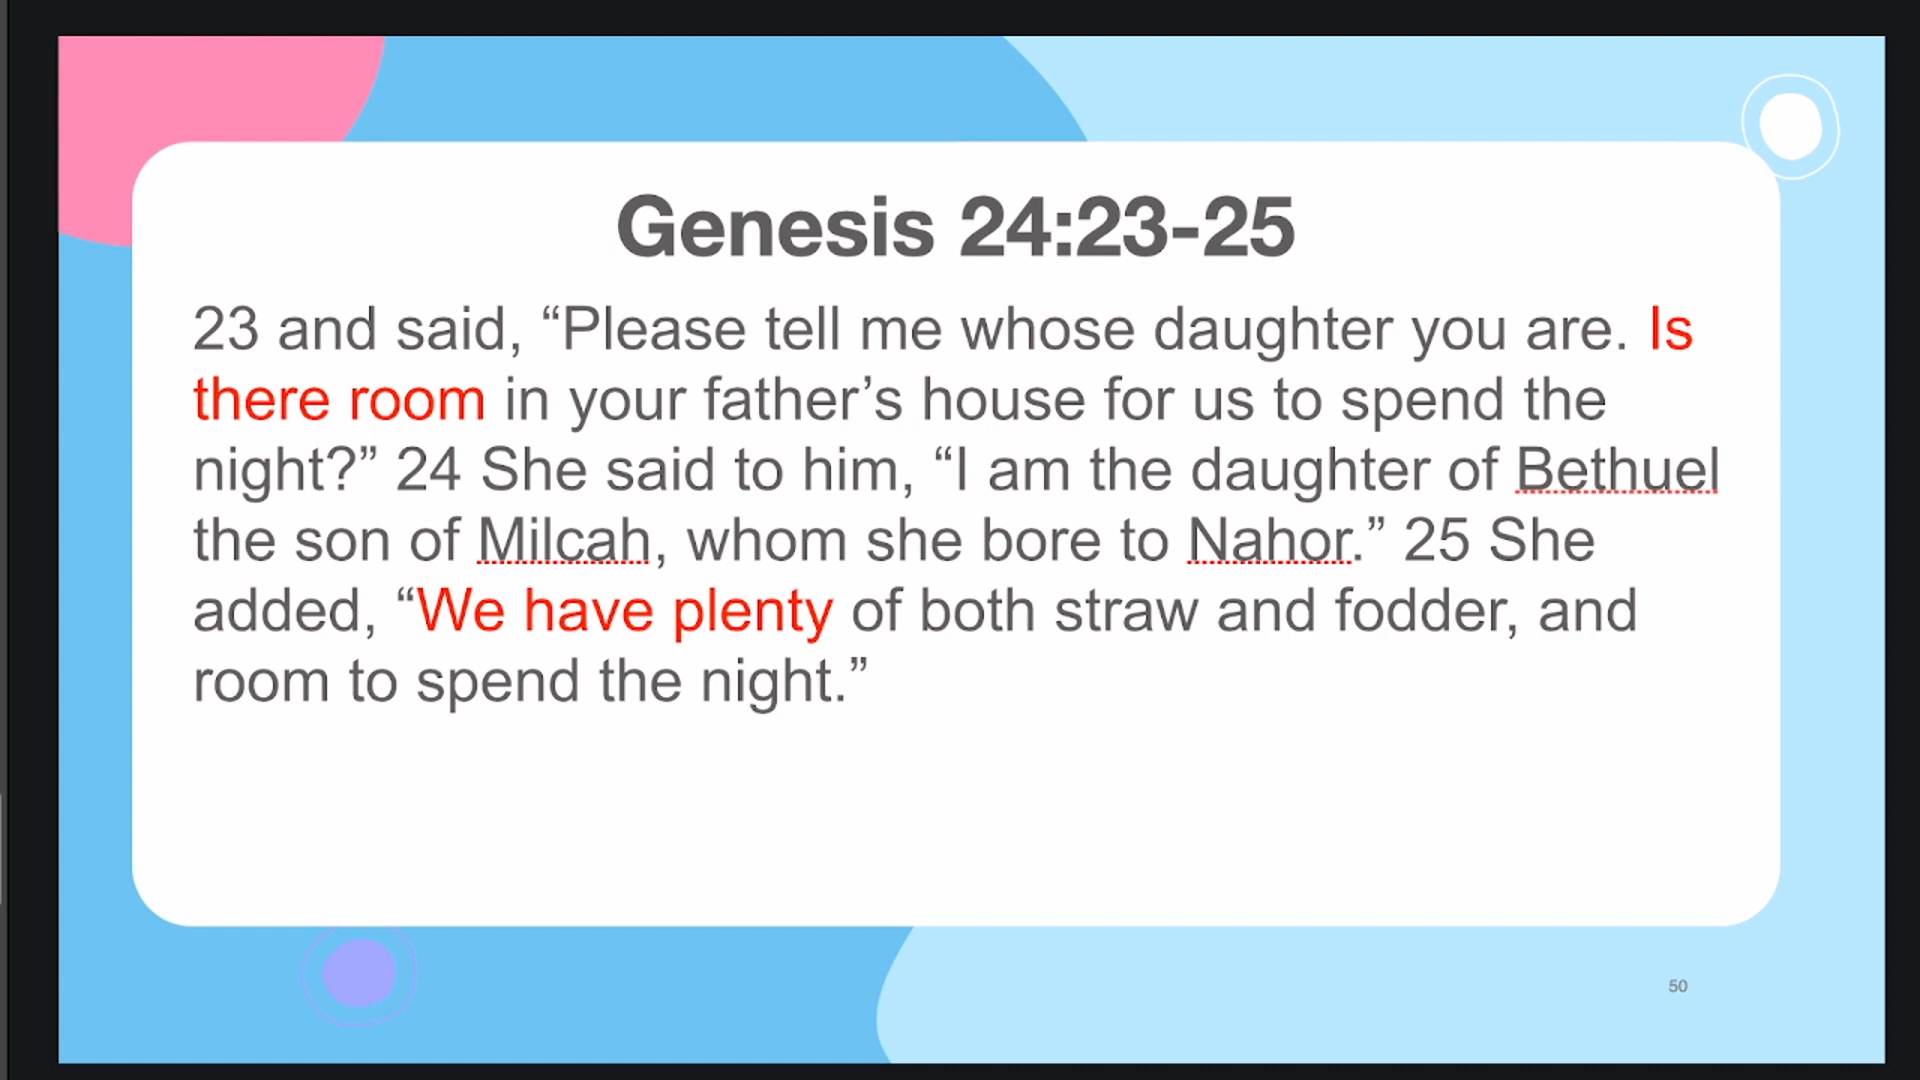 Genesis 24:23-25
23 and said, “Please tell me whose daughter you are. Is
there room in your father’s house for us to spend the
night?” 24 She said to him, “I am the daughter of Bethuel
the son of Milcah, whom she bore to Nahor.” 25 She
added, “We have plenty of both straw and fodder, and
room to spend the night.”
50